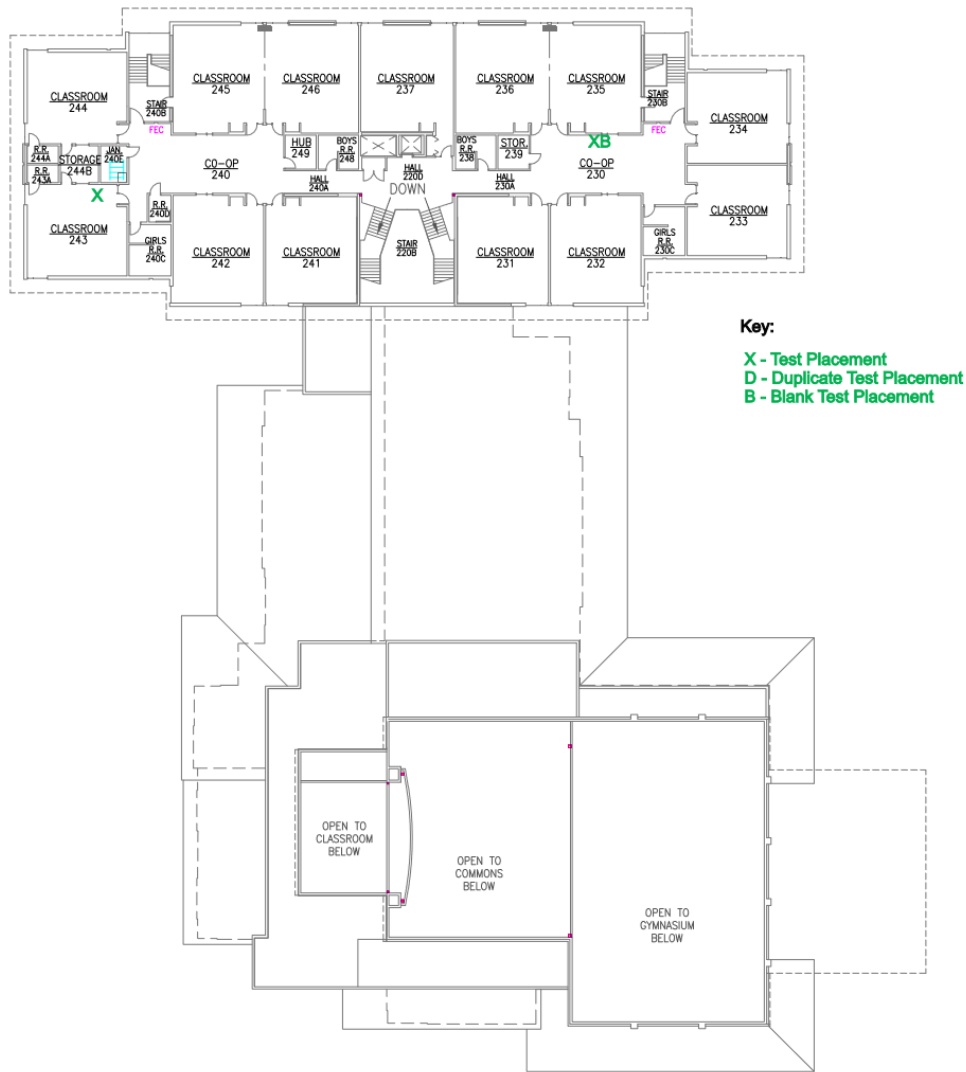 CLASSROOM
244
STAIR
240B
FEC
CLASSROOM
245
CLASSROOM
246
CLASSROOM
237
CLASSROOM
236
CLASSROOM
235
STAIR
230B
FEC
CLASSROOM
234
R.R.
244A
STORAGE
244B
JAN.
240E
R.R.
243A
X
CO-OP
240
HUB
249
BOYS
R.R.
248
HALL
240A
HALL
220D
DOWN
BOYS
R.R.
238
STOR.
239
HALL
230A
XB
CO-OP
230
CLASSROOM
243
R.R.
240D
GIRLS
R.R.
240C
CLASSROOM
242
CLASSROOM
241
STAIR
220B
CLASSROOM
231
CLASSROOM
232
GIRLS
R.R.
230C
CLASSROOM
233
Key:
X - Test Placement
D - Duplicate Test Placement
B - Blank Test Placement
OPEN TO
CLASSROOM
BELOW
OPEN TO
COMMONS
BELOW
OPEN TO
GYMNASIUM
BELOW